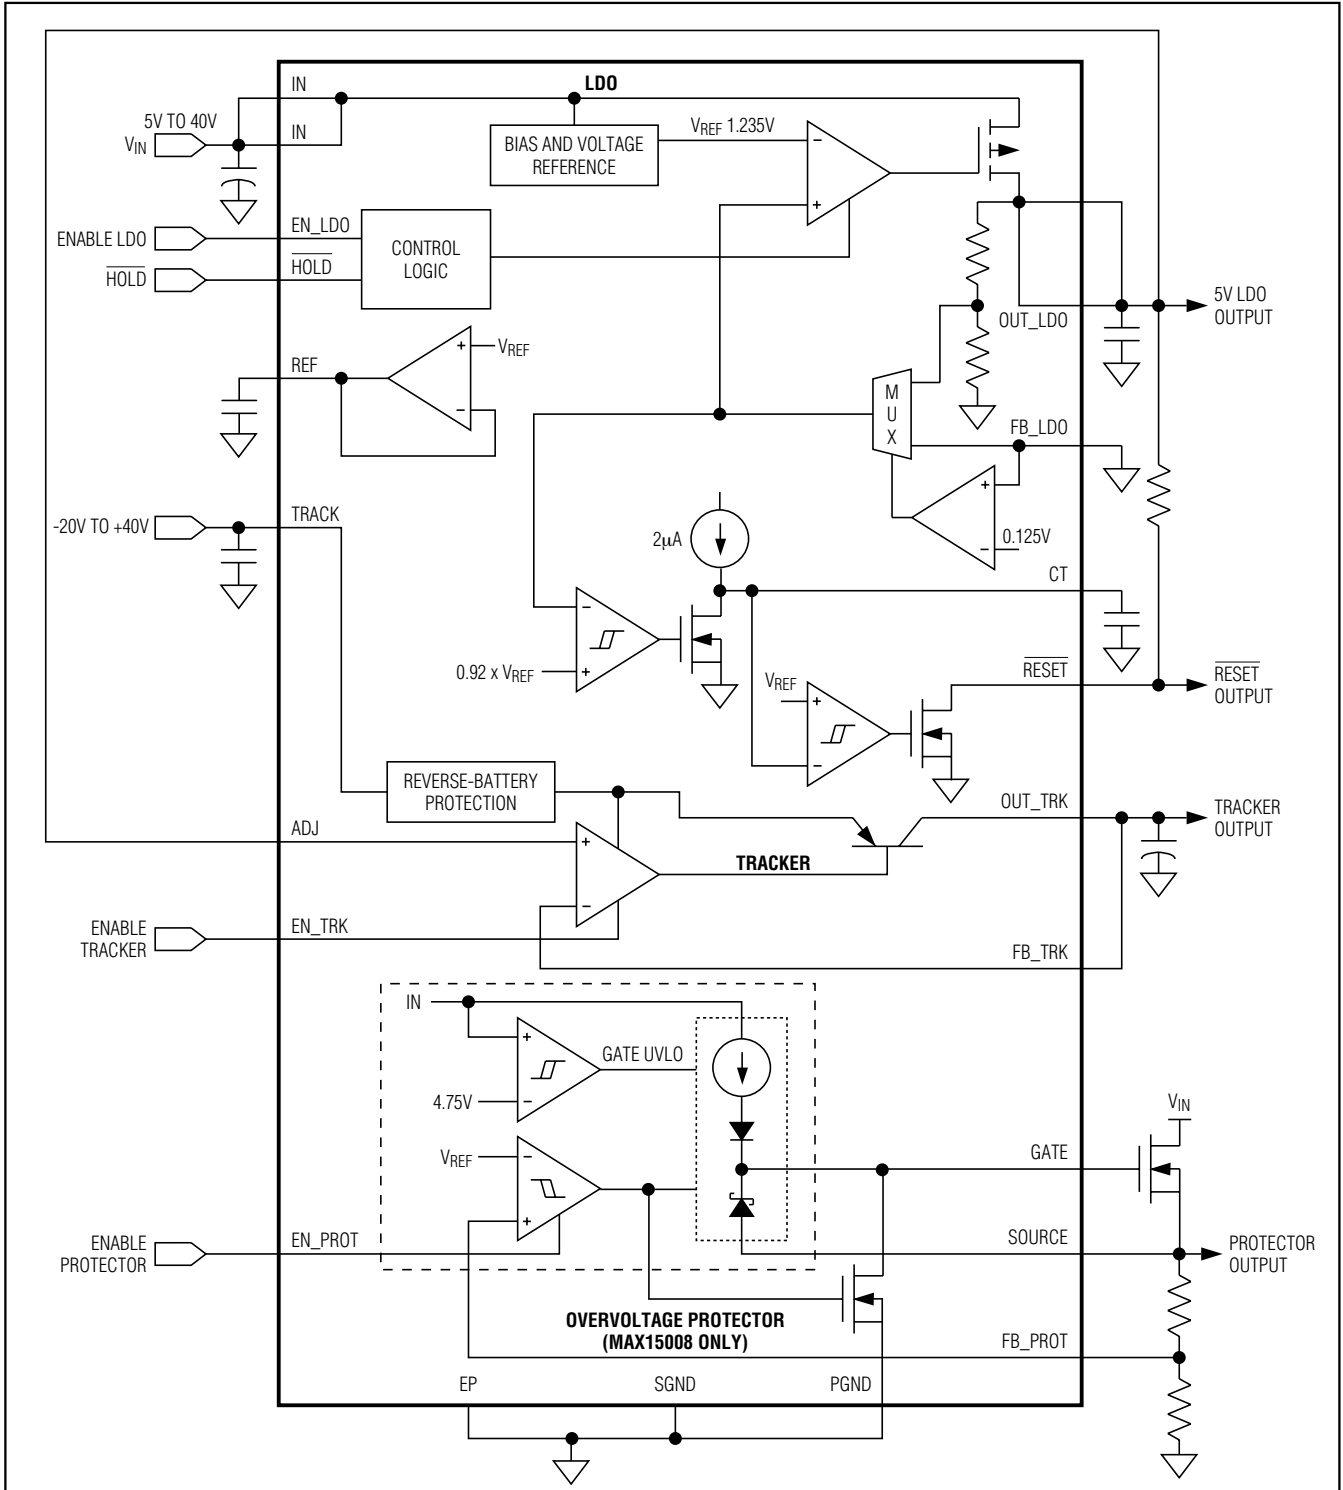 IN
LDO
5V TO 40V
VIN
IN
BIAS AND VOLTAGE
REFERENCE
VREF 1.235V
−
+
ENABLE LDO
EN_LDO
HOLD
HOLD
CONTROL
LOGIC
5V LDO
OUTPUT
OUT_LDO
REF
+
VREF
−
MUX
FB_LDO
+
0.125V
−
-20V TO +40V
TRACK
2µA
CT
−
0.92 x VREF
+
RESET
RESET
OUTPUT
VREF
+
−
REVERSE-BATTERY
PROTECTION
OUT_TRK
TRACKER
OUTPUT
ADJ
+
TRACKER
−
ENABLE
TRACKER
EN_TRK
FB_TRK
IN
+
GATE UVLO
4.75V
−
VIN
VREF
−
GATE
+
ENABLE
PROTECTOR
EN_PROT
SOURCE
PROTECTOR
OUTPUT
OVERVOLTAGE PROTECTOR
(MAX15008 ONLY)
FB_PROT
EP
SGND
PGND